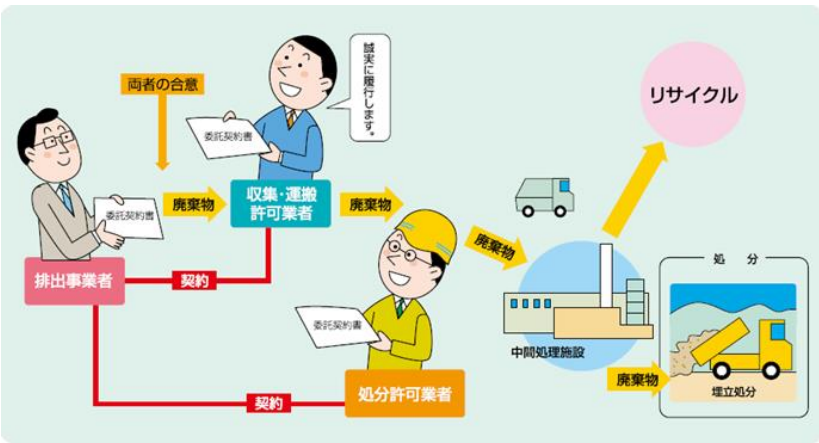 両者の合意
誠実に履行します。
委託契約書
リサイクル
委託契約書
廃棄物
収集・運搬
許可業者
廃棄物
廃棄物
処 分
排出事業者
契約
委託契約書
中間処理施設
廃棄物
埋立処分
契約
処分許可業者